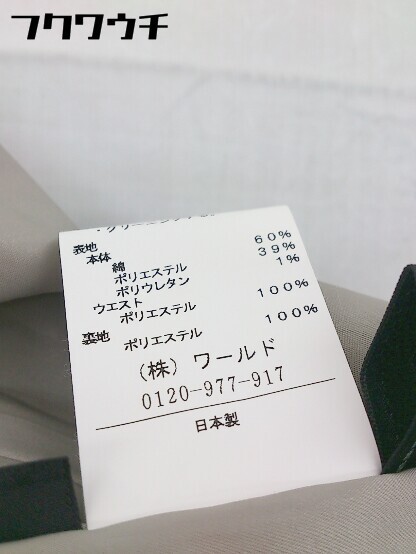 フクワウチ
表地
本体
綿 60%
ポリエステル 39%
ポリウレタン 1%
ウエスト
ポリエステル 100%
裏地
ポリエステル 100%
(株) ワールド
0120-977-917
日本製